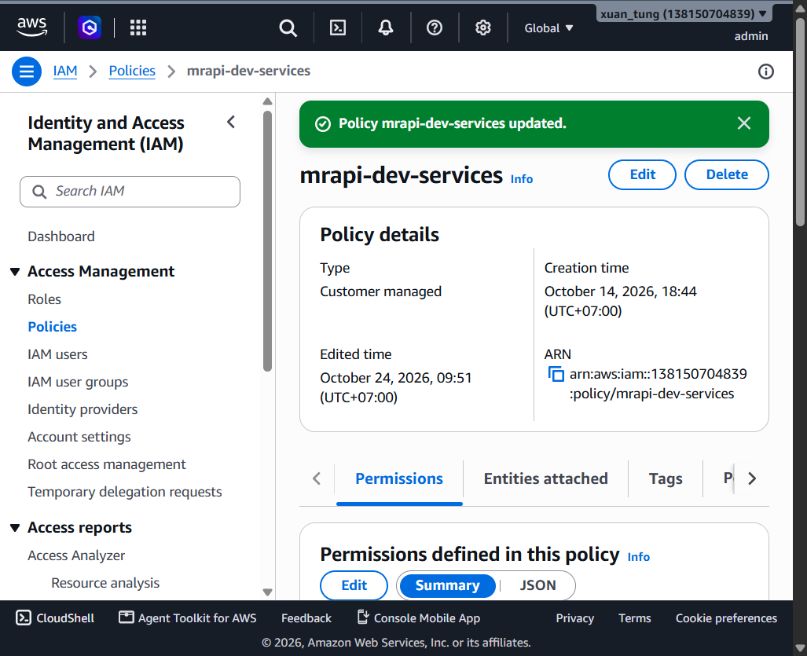 aws
Global
xuan_tung (138150704839)
admin
IAM
Policies
mrapi-dev-services
Identity and Access
Management (IAM)
Search IAM
Dashboard
Access Management
Roles
Policies
IAM users
IAM user groups
Identity providers
Account settings
Root access management
Temporary delegation requests
Access reports
Access Analyzer
Resource analysis
Policy mrapi-dev-services updated.
mrapi-dev-services Info
Edit
Delete
Policy details
Type
Customer managed
Creation time
October 14, 2026, 18:44
(UTC+07:00)
Edited time
October 24, 2026, 09:51
(UTC+07:00)
ARN
arn:aws:iam::138150704839
:policy/mrapi-dev-services
Permissions
Entities attached
Tags
Permissions defined in this policy Info
Edit
Summary
JSON
CloudShell
Agent Toolkit for AWS
Feedback
Console Mobile App
Privacy
Terms
Cookie preferences
© 2026, Amazon Web Services, Inc. or its affiliates.